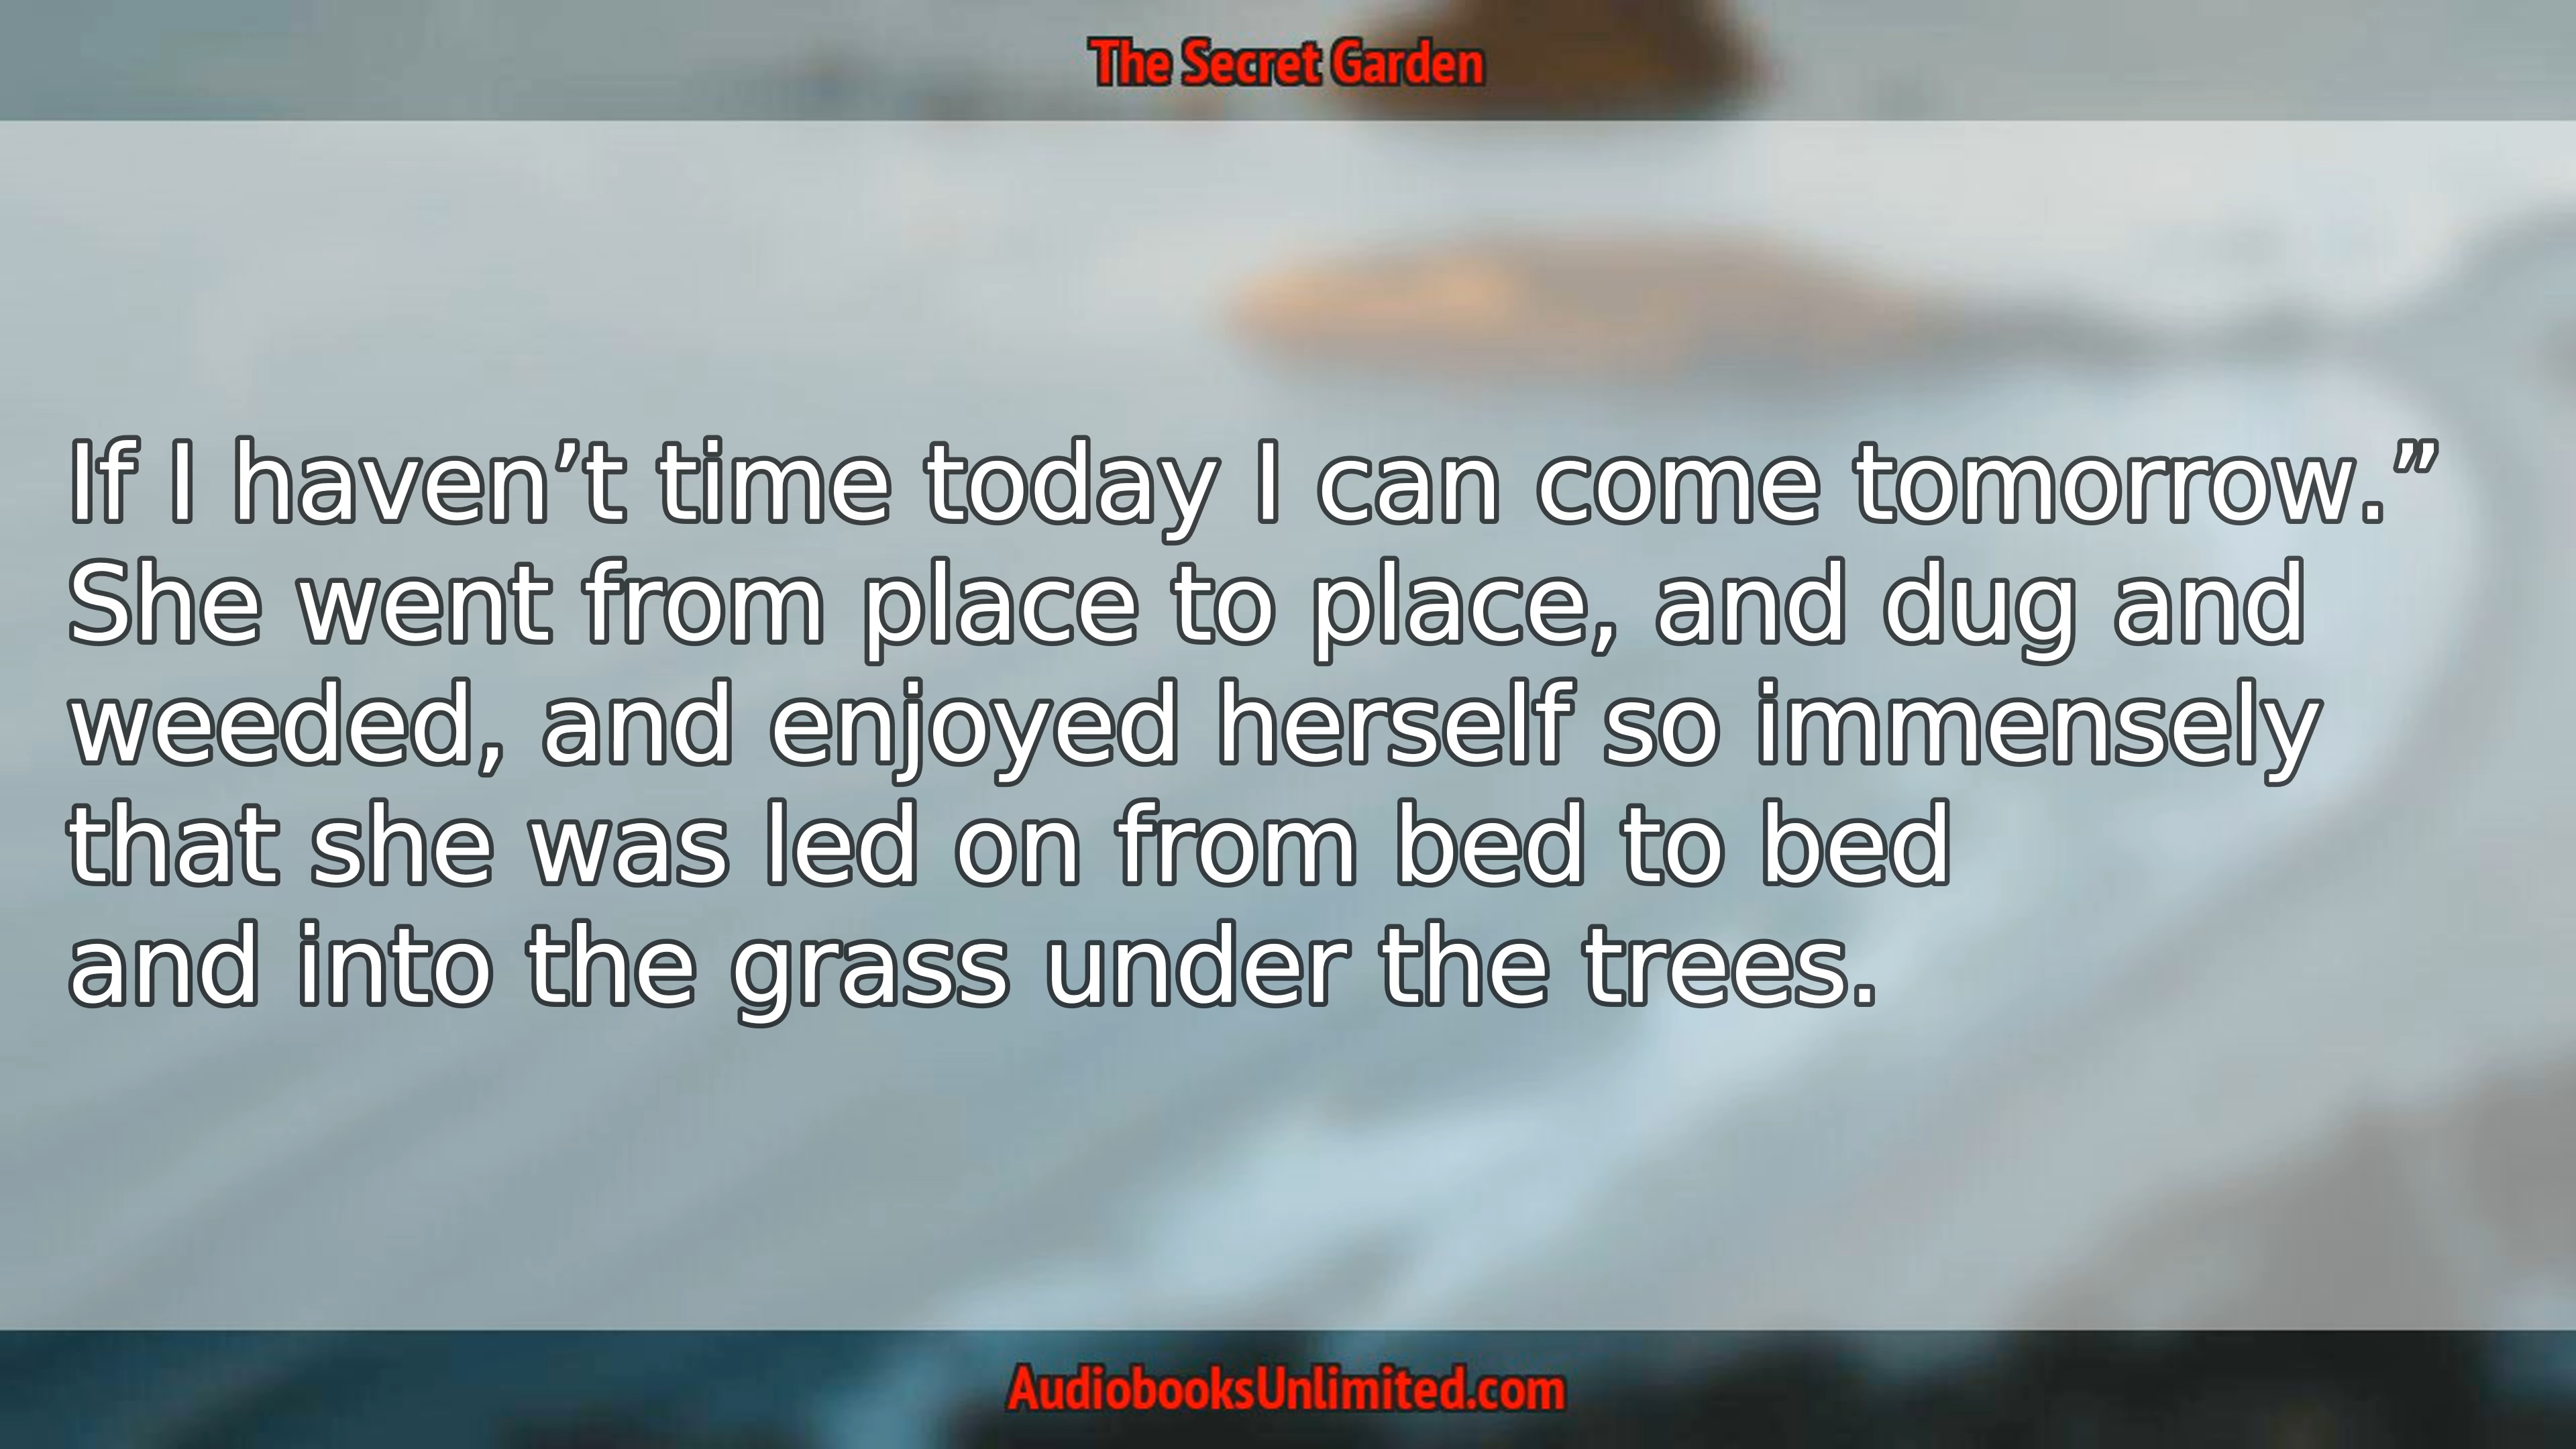 The Secret Garden
If I haven’t time today I can come tomorrow.”
She went from place to place, and dug and
weeded, and enjoyed herself so immensely
that she was led on from bed to bed
and into the grass under the trees.
AudiobooksUnlimited.com